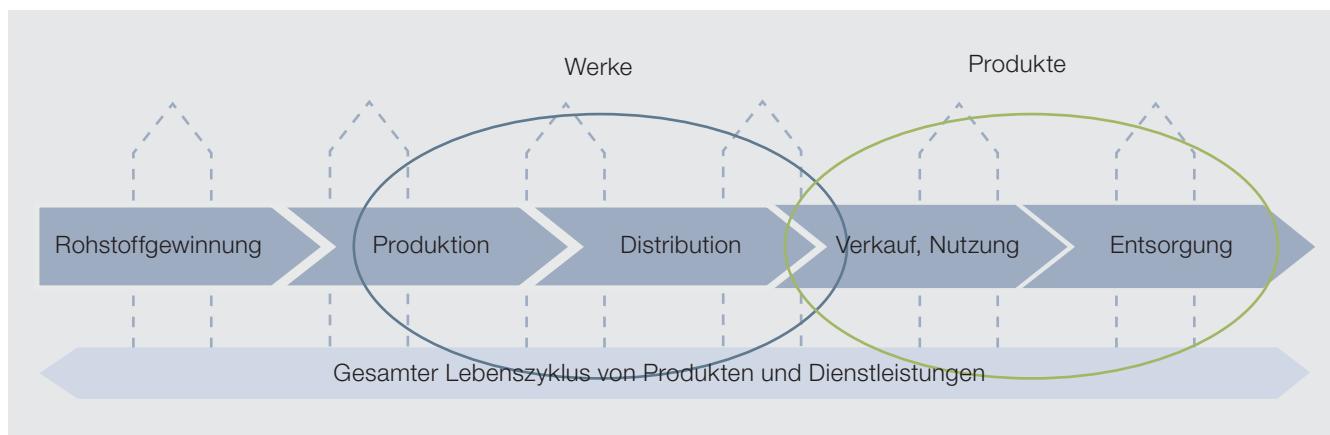 Werke
Produkte
Rohstoffgewinnung
Produktion
Distribution
Verkauf, Nutzung
Entsorgung
Gesamter Lebenszyklus von Produkten und Dienstleistungen